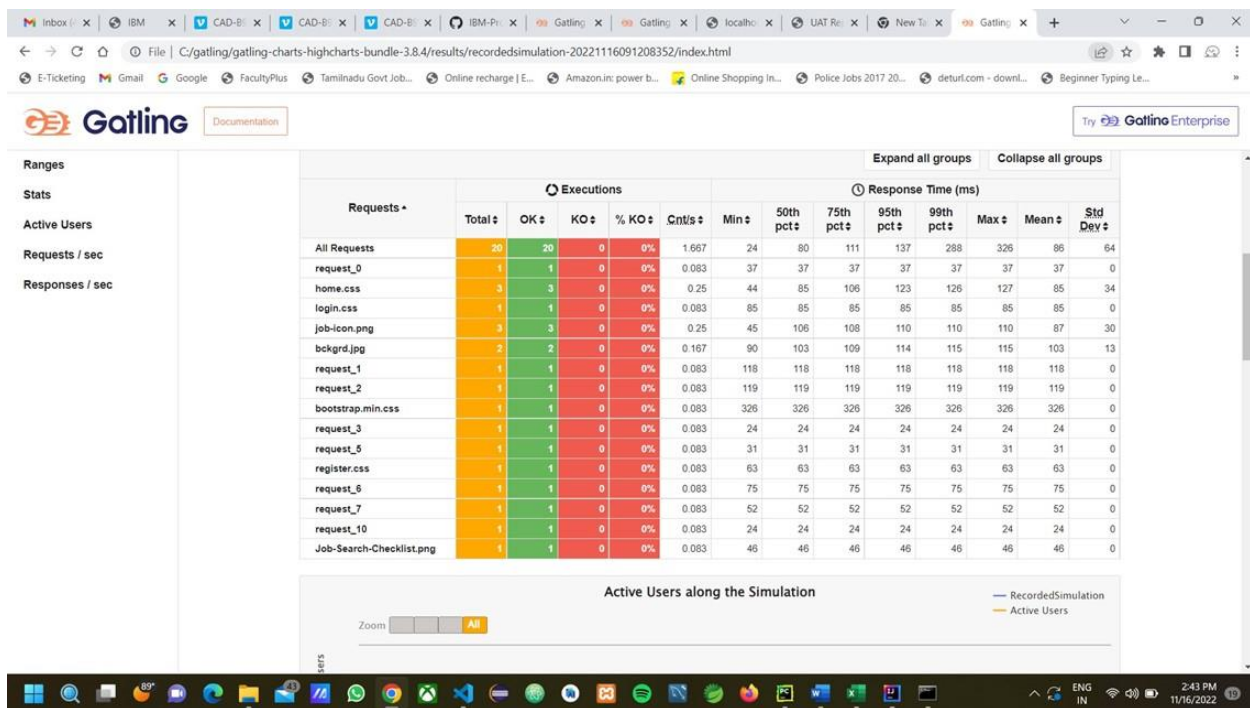 Inbox (
IBM
CAD-BS
CAD-BS
CAD-BS
IBM-Pr
Gatling
Gatling
localho
UAT Re
New Ta
Gatling
File | C:/gatling/gatling-charts-highcharts-bundle-3.8.4/results/recordedsimulation-20221116091208352/index.html
E-Ticketing Gmail Google FacultyPlus Tamilnadu Govt Job... Online recharge | E... Amazon.in: power b... Online Shopping In... Police Jobs 2017 20... deturl.com - downl... Beginner Typing Le... »
Gatling Documentation Try Gatling Enterprise
Ranges
Stats
Active Users
Requests / sec
Responses / sec
Expand all groups Collapse all groups
Executions Response Time (ms)
Requests Total OK KO % KO Cnt/s Min 50th pct 75th pct 95th pct 99th pct Max Mean Std Dev
All Requests 20 20 0 0% 1.667 24 80 111 137 288 326 86 64
request_0 1 1 0 0% 0.083 37 37 37 37 37 37 37 0
home.css 3 3 0 0% 0.25 44 85 106 123 126 127 85 34
login.css 1 1 0 0% 0.083 85 85 85 85 85 85 85 0
job-icon.png 3 3 0 0% 0.25 45 106 108 110 110 110 87 30
bckgrd.jpg 2 2 0 0% 0.167 90 103 109 114 115 115 103 13
request_1 1 1 0 0% 0.083 118 118 118 118 118 118 118 0
request_2 1 1 0 0% 0.083 119 119 119 119 119 119 119 0
bootstrap.min.css 1 1 0 0% 0.083 326 326 326 326 326 326 326 0
request_3 1 1 0 0% 0.083 24 24 24 24 24 24 24 0
request_5 1 1 0 0% 0.083 31 31 31 31 31 31 31 0
register.css 1 1 0 0% 0.083 63 63 63 63 63 63 63 0
request_6 1 1 0 0% 0.083 75 75 75 75 75 75 75 0
request_7 1 1 0 0% 0.083 52 52 52 52 52 52 52 0
request_10 1 1 0 0% 0.083 24 24 24 24 24 24 24 0
Job-Search-Checklist.png 1 1 0 0% 0.083 46 46 46 46 46 46 46 0
Active Users along the Simulation
RecordedSimulation
Active Users
Zoom All
sers
89°
43
ENG
IN
2:43 PM
11/16/2022
19